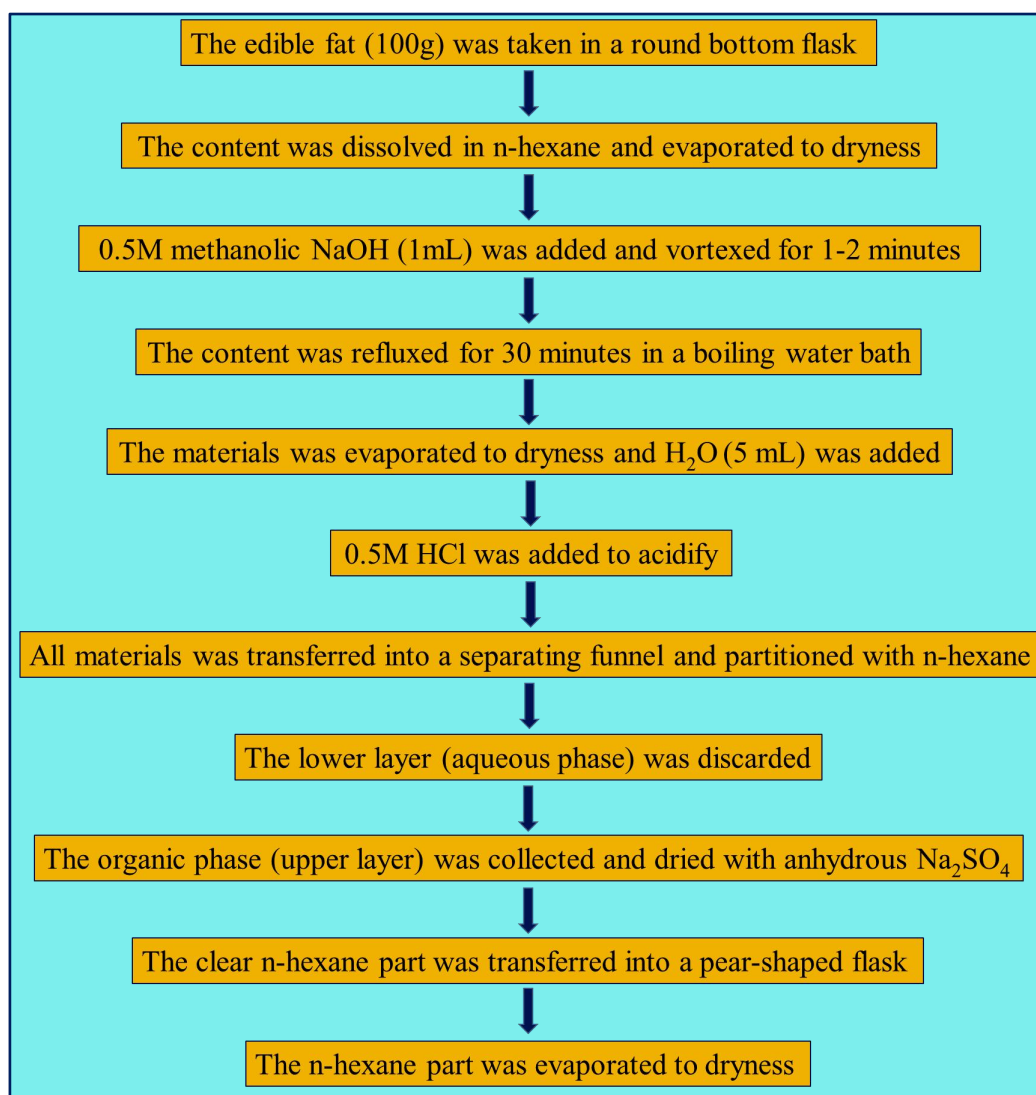 The edible fat (100g) was taken in a round bottom flask
The content was dissolved in n-hexane and evaporated to dryness
0.5M methanolic NaOH (1mL) was added and vortexed for 1-2 minutes
The content was refluxed for 30 minutes in a boiling water bath
The materials was evaporated to dryness and H₂O (5 mL) was added
0.5M HCl was added to acidify
All materials was transferred into a separating funnel and partitioned with n-hexane
The lower layer (aqueous phase) was discarded
The organic phase (upper layer) was collected and dried with anhydrous Na₂SO₄
The clear n-hexane part was transferred into a pear-shaped flask
The n-hexane part was evaporated to dryness